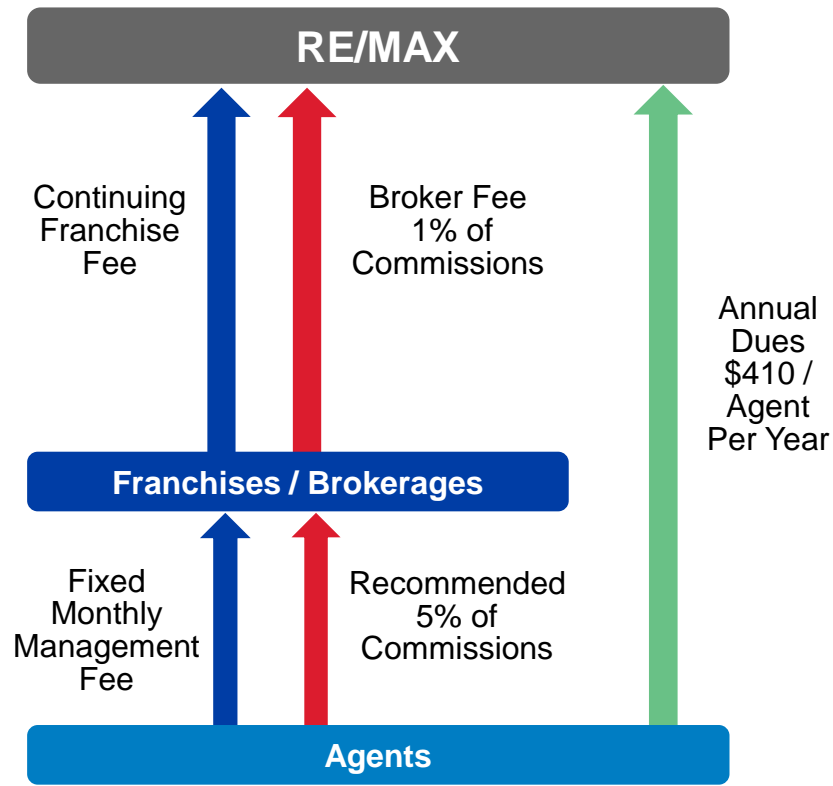 RE/MAX
Continuing
Franchise
Fee
Broker Fee
1% of
Commissions
Annual
Dues
$410 /
Agent
Per Year
Franchises / Brokerages
Fixed
Monthly
Management
Fee
Recommended
5% of
Commissions
Agents